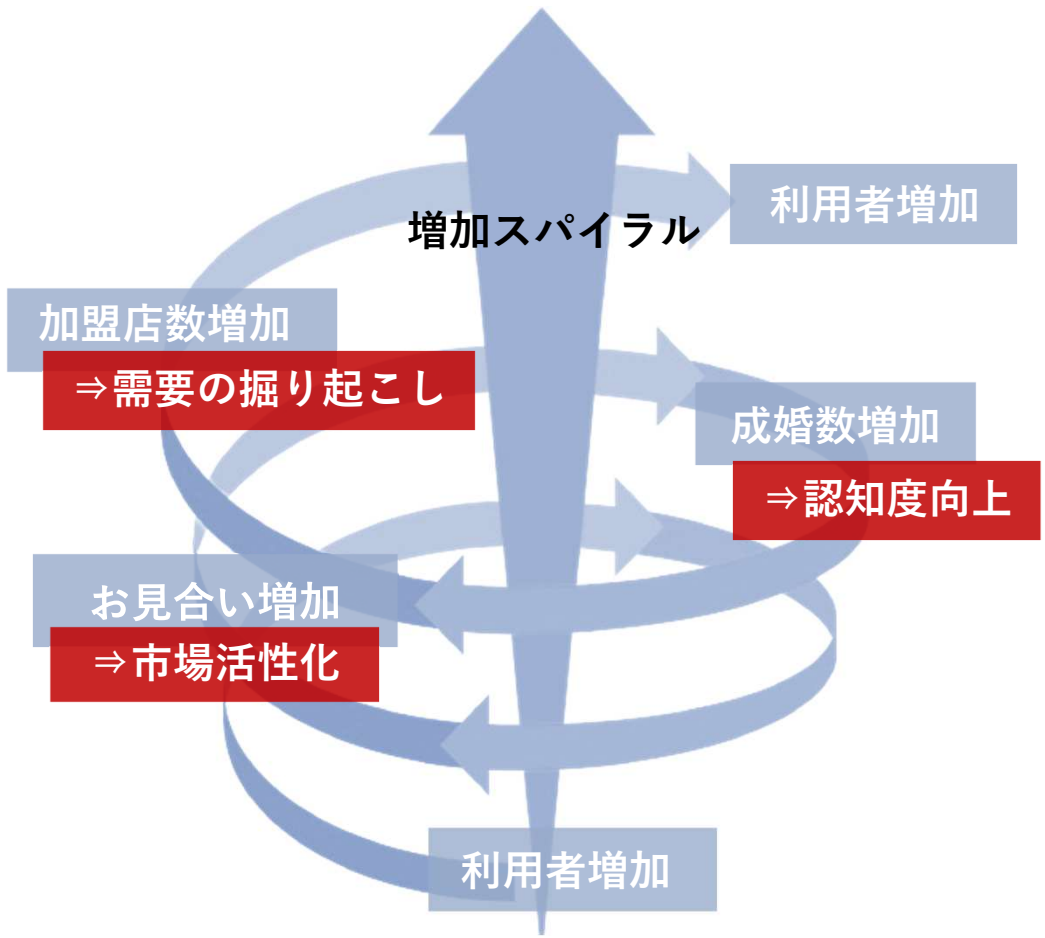 利用者増加
増加スパイラル
加盟店数増加
⇒需要の掘り起こし
成婚数増加
⇒認知度向上
お見合い増加
⇒市場活性化
利用者増加